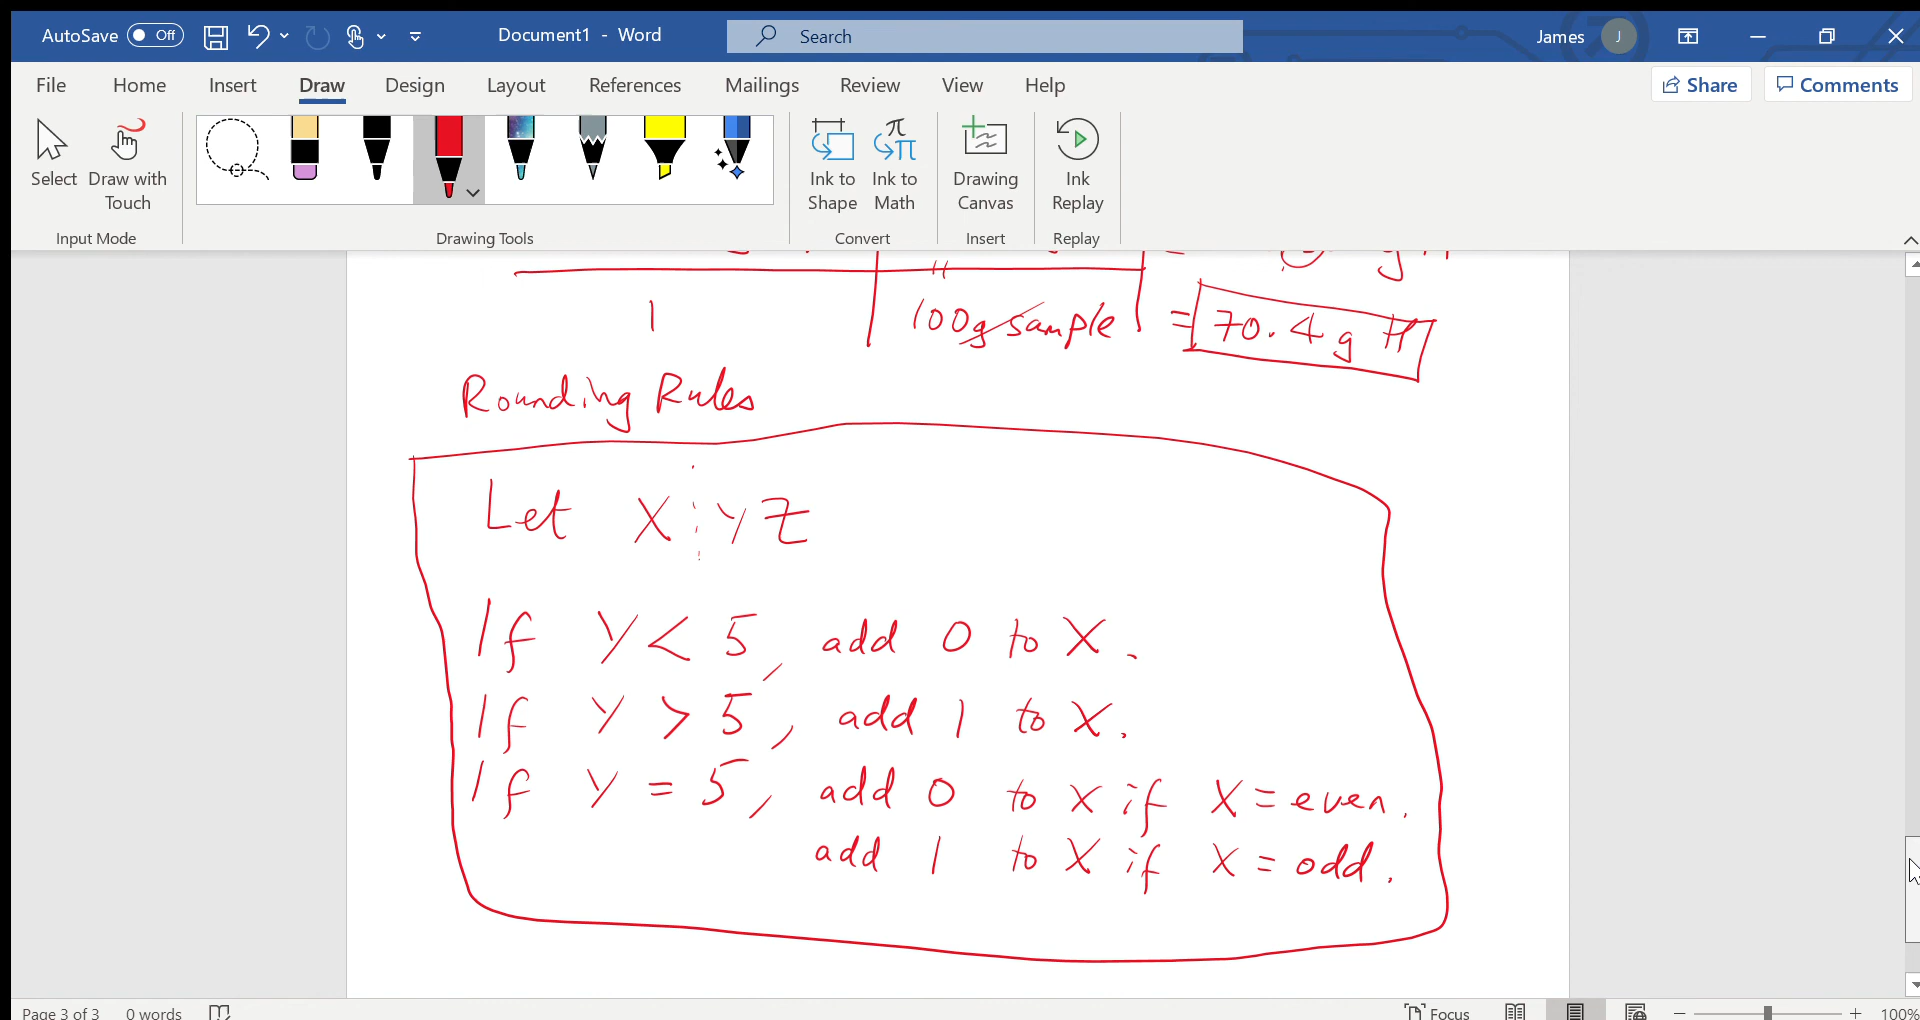 AutoSave Off Document1 - Word Search James J
File Home Insert Draw Design Layout References Mailings Review View Help Share Comments
Select Draw with Touch Ink to Shape Ink to Math Drawing Canvas Ink Replay
Input Mode Drawing Tools Convert Insert Replay
1 100g sample = 70.4 g H
Rounding Rules
Let X ¦ Y Z
If Y < 5, add 0 to X.
If Y > 5, add 1 to X.
If Y = 5, add 0 to X if X = even.
add 1 to X if X = odd.
Page 3 of 3 0 words Focus 100%